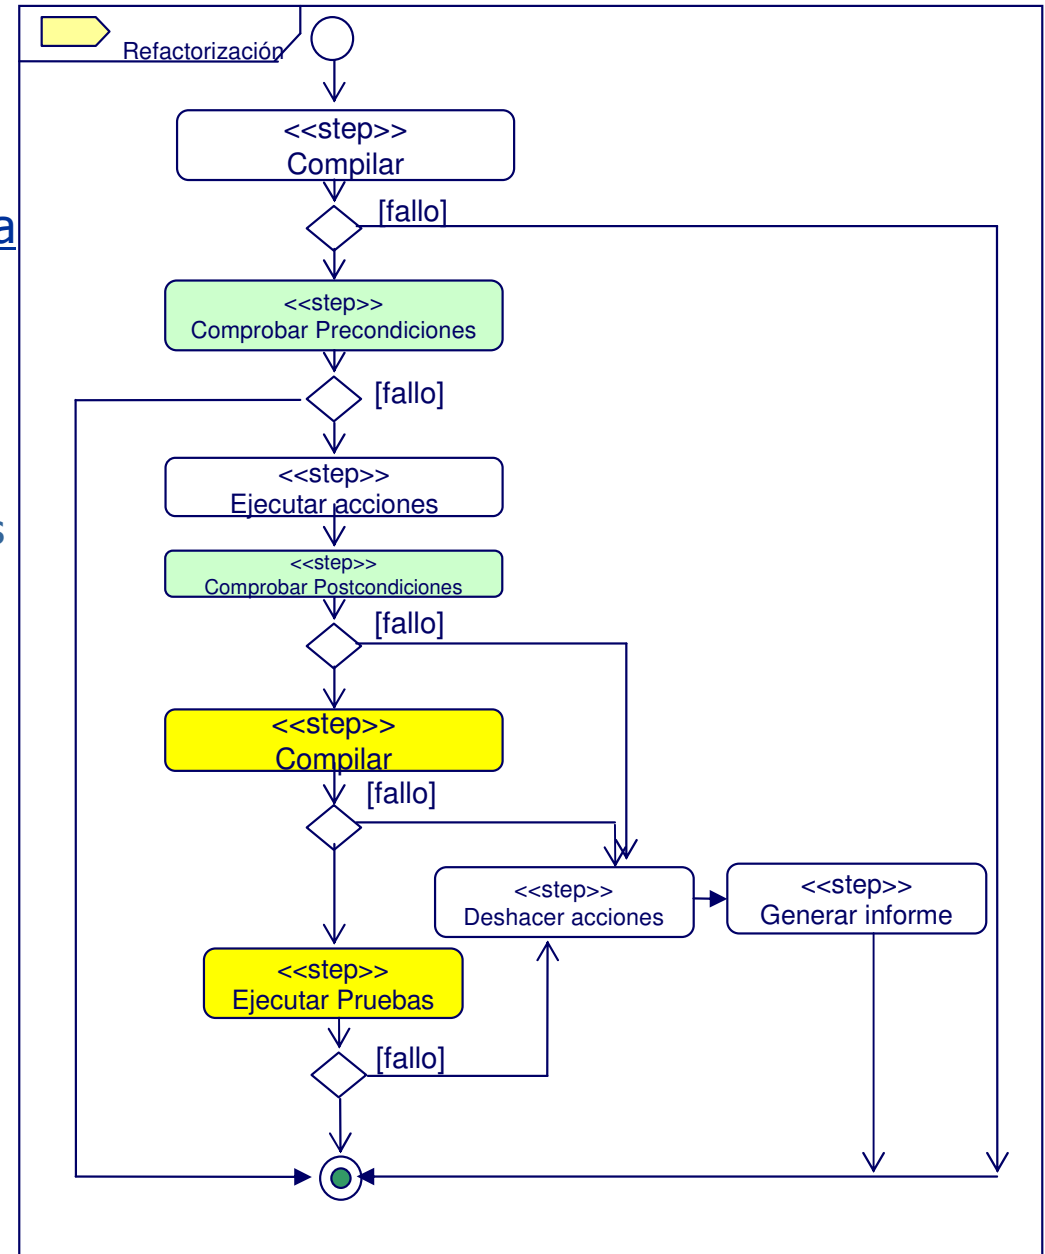 Refactorización
<<step>>
Compilar
[fallo]
a
<<step>>
Comprobar Precondiciones
[fallo]
<<step>>
Ejecutar acciones
s
<<step>>
Comprobar Postcondiciones
[fallo]
<<step>>
Compilar
[fallo]
<<step>>
Deshacer acciones
<<step>>
Generar informe
<<step>>
Ejecutar Pruebas
[fallo]